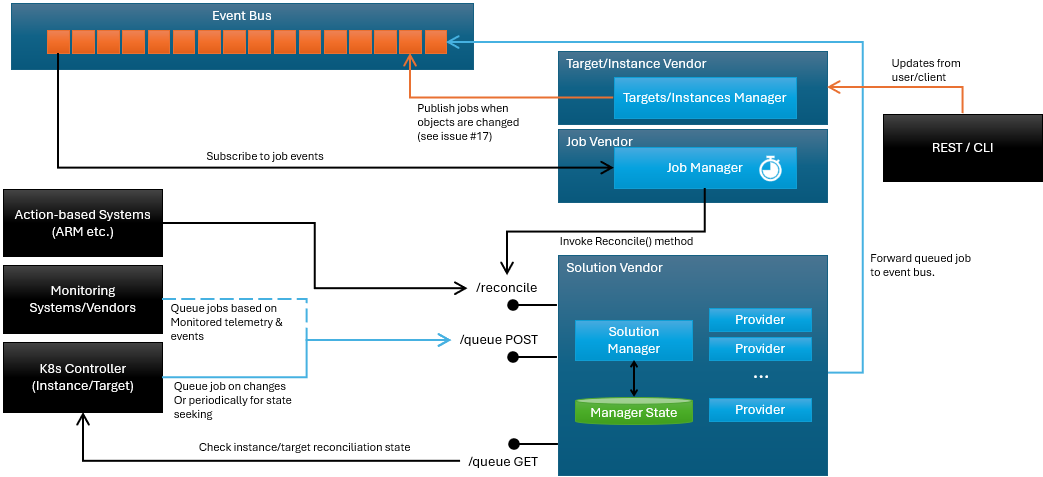 Event Bus
Target/Instance Vendor
Targets/Instances Manager
Updates from
user/client
Publish jobs when
objects are changed
(see issue #17)
REST / CLI
Job Vendor
Job Manager
Subscribe to job events
Action-based Systems
(ARM etc.)
Invoke Reconcile() method
Forward queued job
to event bus.
Solution Vendor
Monitoring
Systems/Vendors
/reconcile
Queue jobs based on
Monitored telemetry &
events
/queue POST
Solution
Manager
Provider
Provider
...
Provider
Manager State
K8s Controller
(Instance/Target)
Queue job on changes
Or periodically for state
seeking
Check instance/target reconciliation state
/queue GET